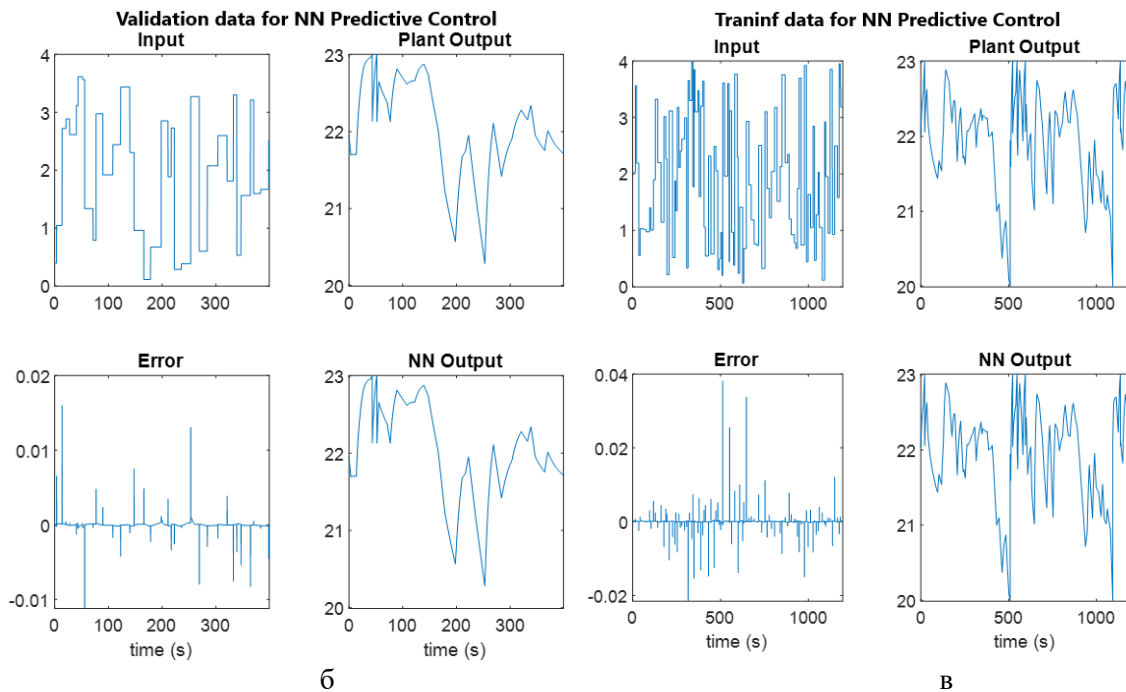 Validation data for NN Predictive Control
Input
4
3
2
1
0
0 100 200 300
Plant Output
23
22
21
20
0 100 200 300
Error
0.02
0.01
0
-0.01
0 100 200 300
time (s)
NN Output
23
22
21
20
0 100 200 300
time (s)
б
Traninf data for NN Predictive Control
Input
4
3
2
1
0
500 1000
Plant Output
23
22
21
20
0 500 1000
Error
0.04
0.02
0
-0.02
500 1000
time (s)
NN Output
23
22
21
20
0 500 1000
time (s)
в